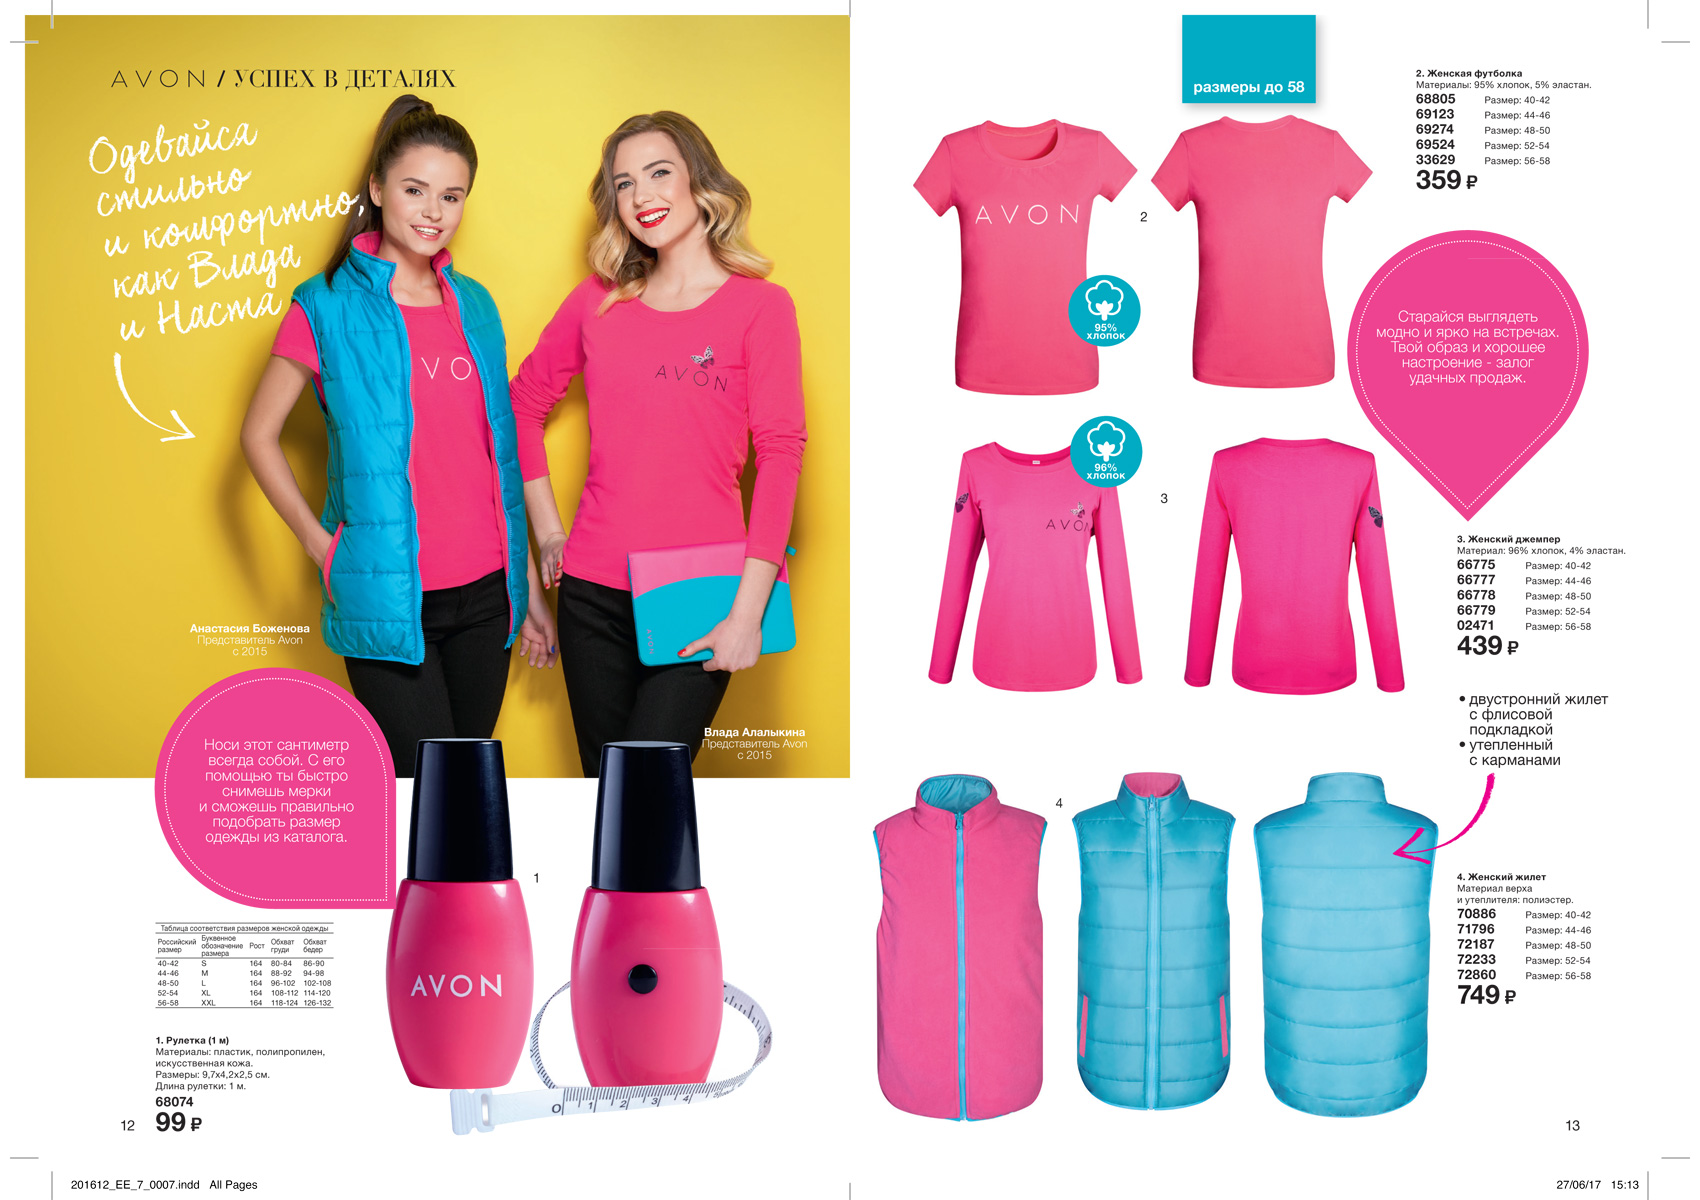 AVON / УСПЕХ В ДЕТАЛЯХ
Одевайся
стильно
и комфортно,
как Влада
и Настя
VO
AVON
AVON
Анастасия Боженова
Представитель Avon
с 2015
Влада Алалыкина
Представитель Avon
с 2015
Носи этот сантиметр
всегда собой. С его
помощью ты быстро
снимешь мерки
и сможешь правильно
подобрать размер
одежды из каталога.
1
AVON
0 1 2 3 4
Таблица соответствия размеров женской одежды
Российский размер Буквенное обозначение размера Рост Обхват груди Обхват бедер
40-42 S 164 80-84 86-90
44-46 M 164 88-92 94-98
48-50 L 164 96-102 102-108
52-54 XL 164 108-112 114-120
56-58 XXL 164 118-124 126-132
1. Рулетка (1 м)
Материалы: пластик, полипропилен,
искусственная кожа.
Размеры: 9,7х4,2х2,5 см.
Длина рулетки: 1 м.
68074
99 ₽
12
размеры до 58
AVON
2
95%
хлопок
2. Женская футболка
Материалы: 95% хлопок, 5% эластан.
68805 Размер: 40-42
69123 Размер: 44-46
69274 Размер: 48-50
69524 Размер: 52-54
33629 Размер: 56-58
359 ₽
Старайся выглядеть
модно и ярко на встречах.
Твой образ и хорошее
настроение - залог
удачных продаж.
96%
хлопок
AVON
3
3. Женский джемпер
Материал: 96% хлопок, 4% эластан.
66775 Размер: 40-42
66777 Размер: 44-46
66778 Размер: 48-50
66779 Размер: 52-54
02471 Размер: 56-58
439 ₽
• двустронний жилет
с флисовой
подкладкой
• утепленный
с карманами
4
4. Женский жилет
Материал верха
и утеплителя: полиэстер.
70886 Размер: 40-42
71796 Размер: 44-46
72187 Размер: 48-50
72233 Размер: 52-54
72860 Размер: 56-58
749 ₽
13
201612_EE_7_0007.indd All Pages
27/06/17 15:13